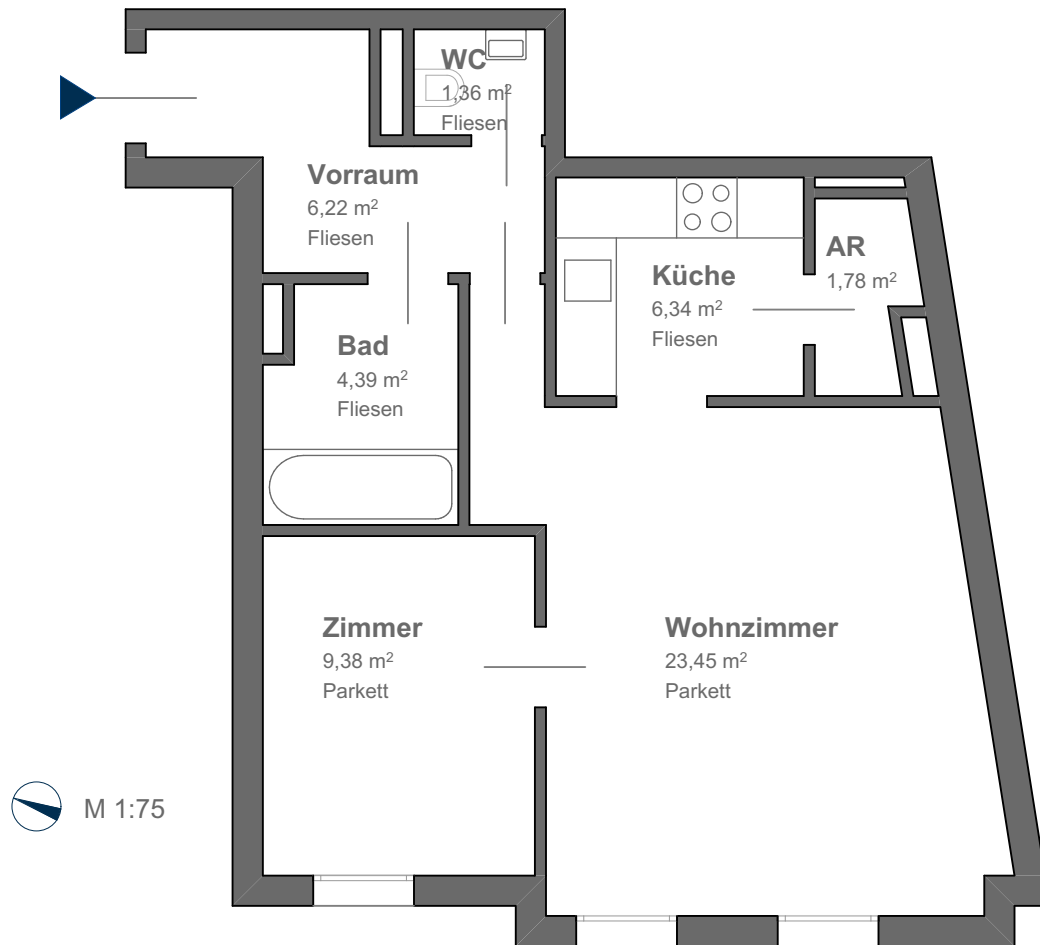 WC
1,36 m²
Fliesen
Vorraum
6,22 m²
Fliesen
AR
1,78 m²
Küche
6,34 m²
Fliesen
Bad
4,39 m²
Fliesen
Zimmer
9,38 m²
Parkett
Wohnzimmer
23,45 m²
Parkett
M 1:75